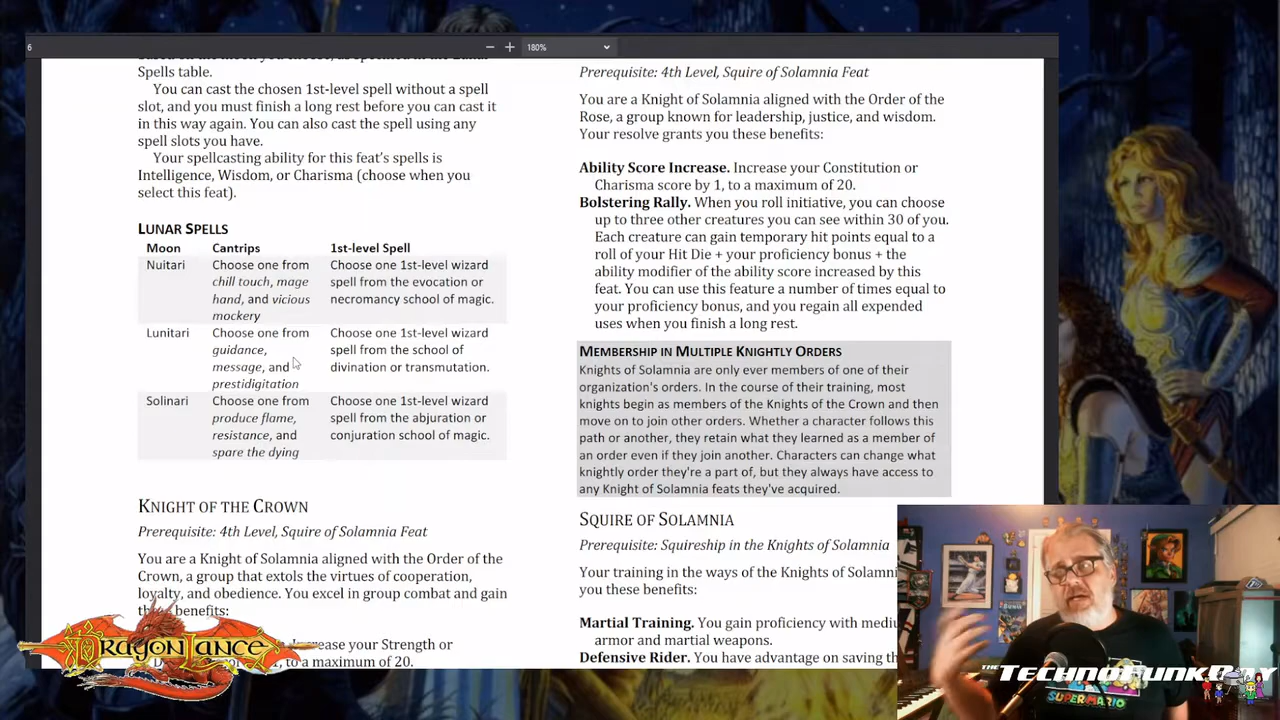 6
180%
Spells table.
You can cast the chosen 1st-level spell without a spell
slot, and you must finish a long rest before you can cast it
in this way again. You can also cast the spell using any
spell slots you have.
Your spellcasting ability for this feat's spells is
Intelligence, Wisdom, or Charisma (choose when you
select this feat).
LUNAR SPELLS
Moon Cantrips 1st-level Spell
Nuitari Choose one from Choose one 1st-level wizard
chill touch, mage spell from the evocation or
hand, and vicious necromancy school of magic.
mockery
Lunitari Choose one from Choose one 1st-level wizard
guidance, spell from the school of
message, and divination or transmutation.
prestidigitation
Solinari Choose one from Choose one 1st-level wizard
produce flame, spell from the abjuration or
resistance, and conjuration school of magic.
spare the dying
KNIGHT OF THE CROWN
Prerequisite: 4th Level, Squire of Solamnia Feat
You are a Knight of Solamnia aligned with the Order of the
Crown, a group that extols the virtues of cooperation,
loyalty, and obedience. You excel in group combat and gain
benefits:
your Strength or
, to a maximum of 20.
Prerequisite: 4th Level, Squire of Solamnia Feat
You are a Knight of Solamnia aligned with the Order of the
Rose, a group known for leadership, justice, and wisdom.
Your resolve grants you these benefits:
Ability Score Increase. Increase your Constitution or
Charisma score by 1, to a maximum of 20.
Bolstering Rally. When you roll initiative, you can choose
up to three other creatures you can see within 30 of you.
Each creature can gain temporary hit points equal to a
roll of your Hit Die + your proficiency bonus + the
ability modifier of the ability score increased by this
feat. You can use this feature a number of times equal to
your proficiency bonus, and you regain all expended
uses when you finish a long rest.
MEMBERSHIP IN MULTIPLE KNIGHTLY ORDERS
Knights of Solamnia are only ever members of one of their
organization's orders. In the course of their training, most
knights begin as members of the Knights of the Crown and then
move on to join other orders. Whether a character follows this
path or another, they retain what they learned as a member of
an order even if they join another. Characters can change what
knightly order they're a part of, but they always have access to
any Knight of Solamnia feats they've acquired.
SQUIRE OF SOLAMNIA
Prerequisite: Squireship in the Knights of Solamnia
Your training in the ways of the Knights of Solamni
you these benefits:
Martial Training. You gain proficiency with mediu
armor and martial weapons.
Defensive Rider. You have advantage on saving th
DRAGONLANCE
THE TECHNOFUNKBOY
SUPER MARIO